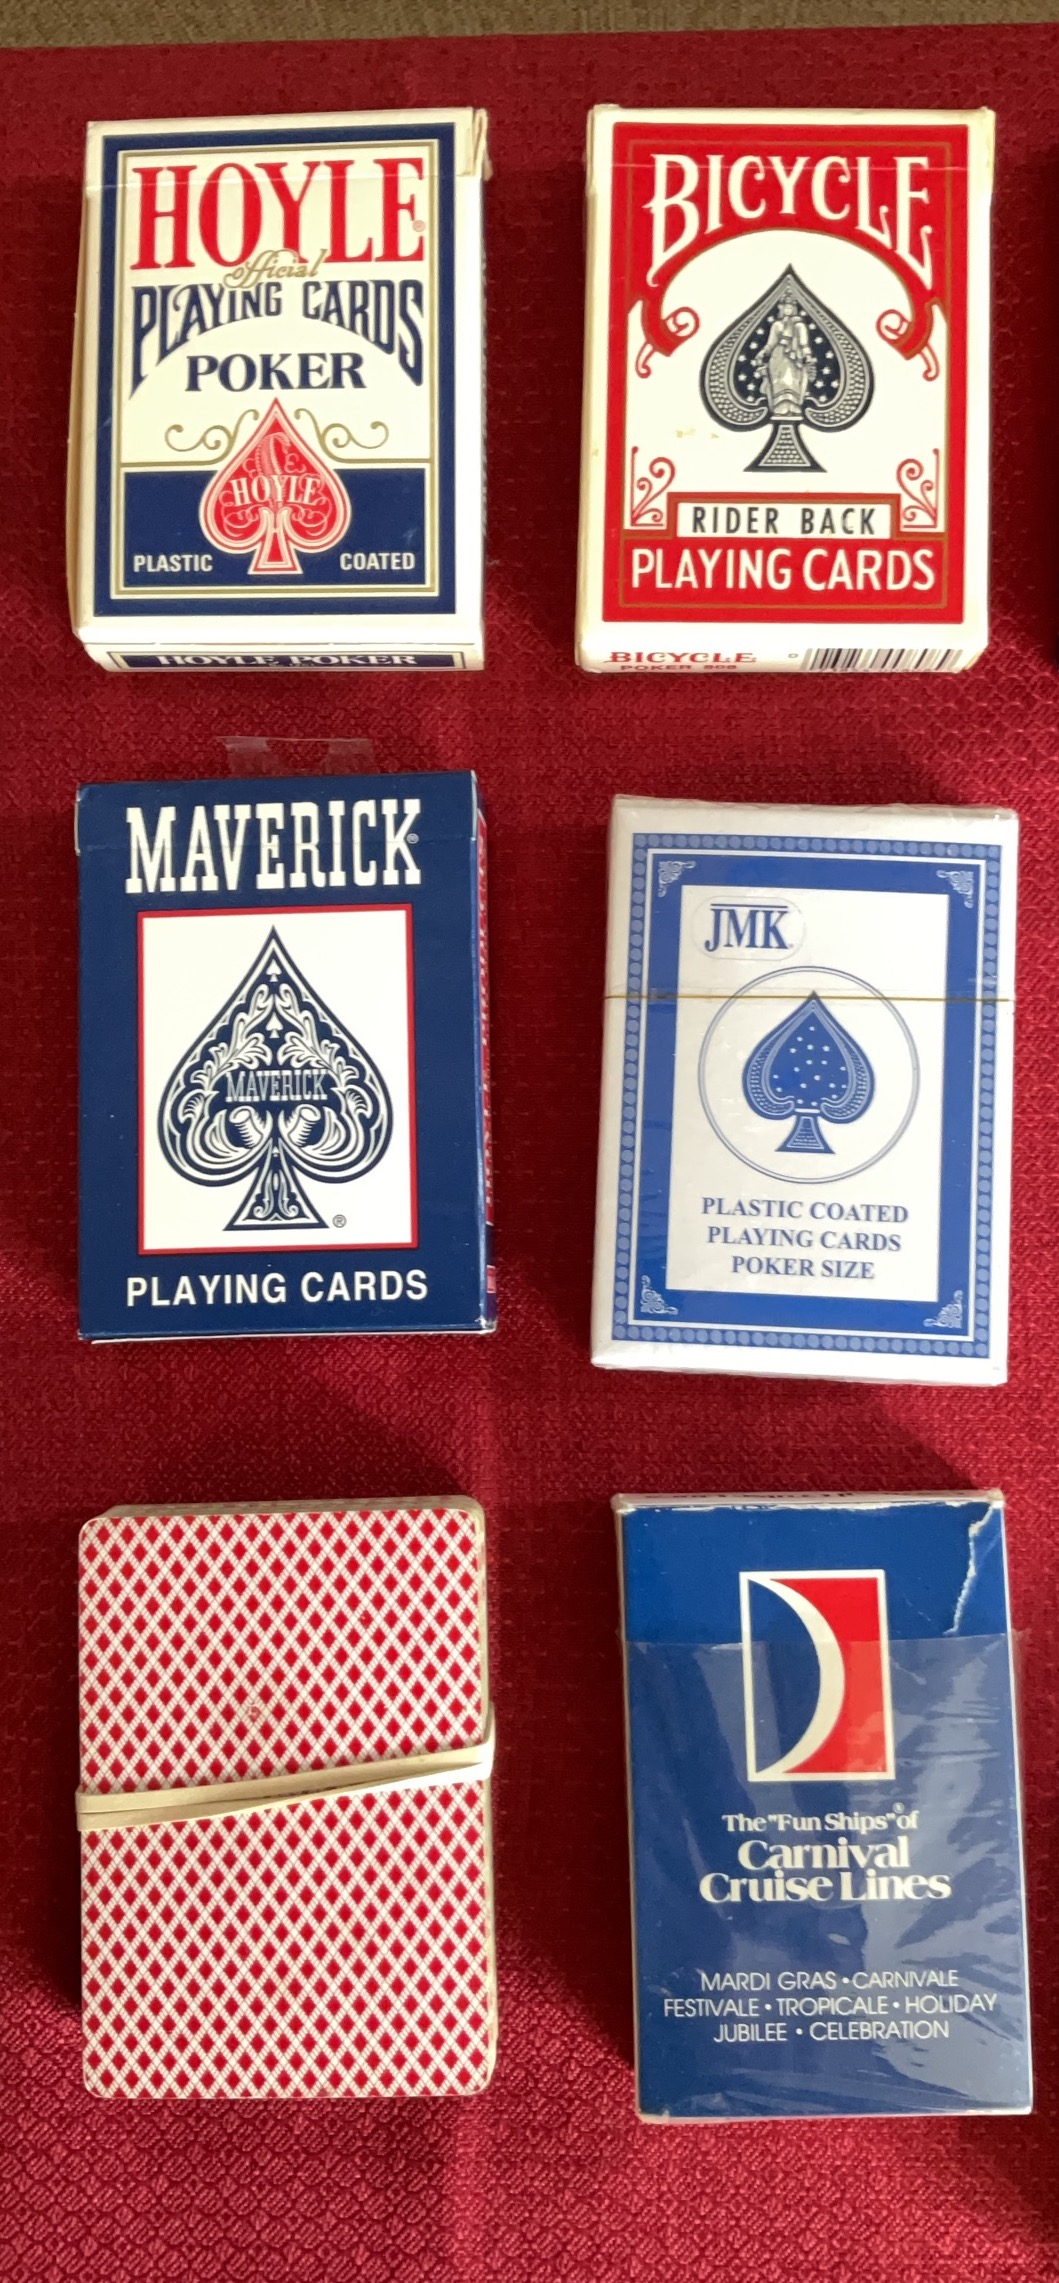 HOYLE®
official
PLAYING CARDS
POKER
HOYLE
PLASTIC COATED
HOYLE POKER
BICYCLE
RIDER BACK
PLAYING CARDS
BICYCLE
POKER 808
MAVERICK®
MAVERICK
®
PLAYING CARDS
JMK
PLASTIC COATED
PLAYING CARDS
POKER SIZE
The "Fun Ships"® of
Carnival
Cruise Lines
MARDI GRAS • CARNIVALE
FESTIVALE • TROPICALE • HOLIDAY
JUBILEE • CELEBRATION